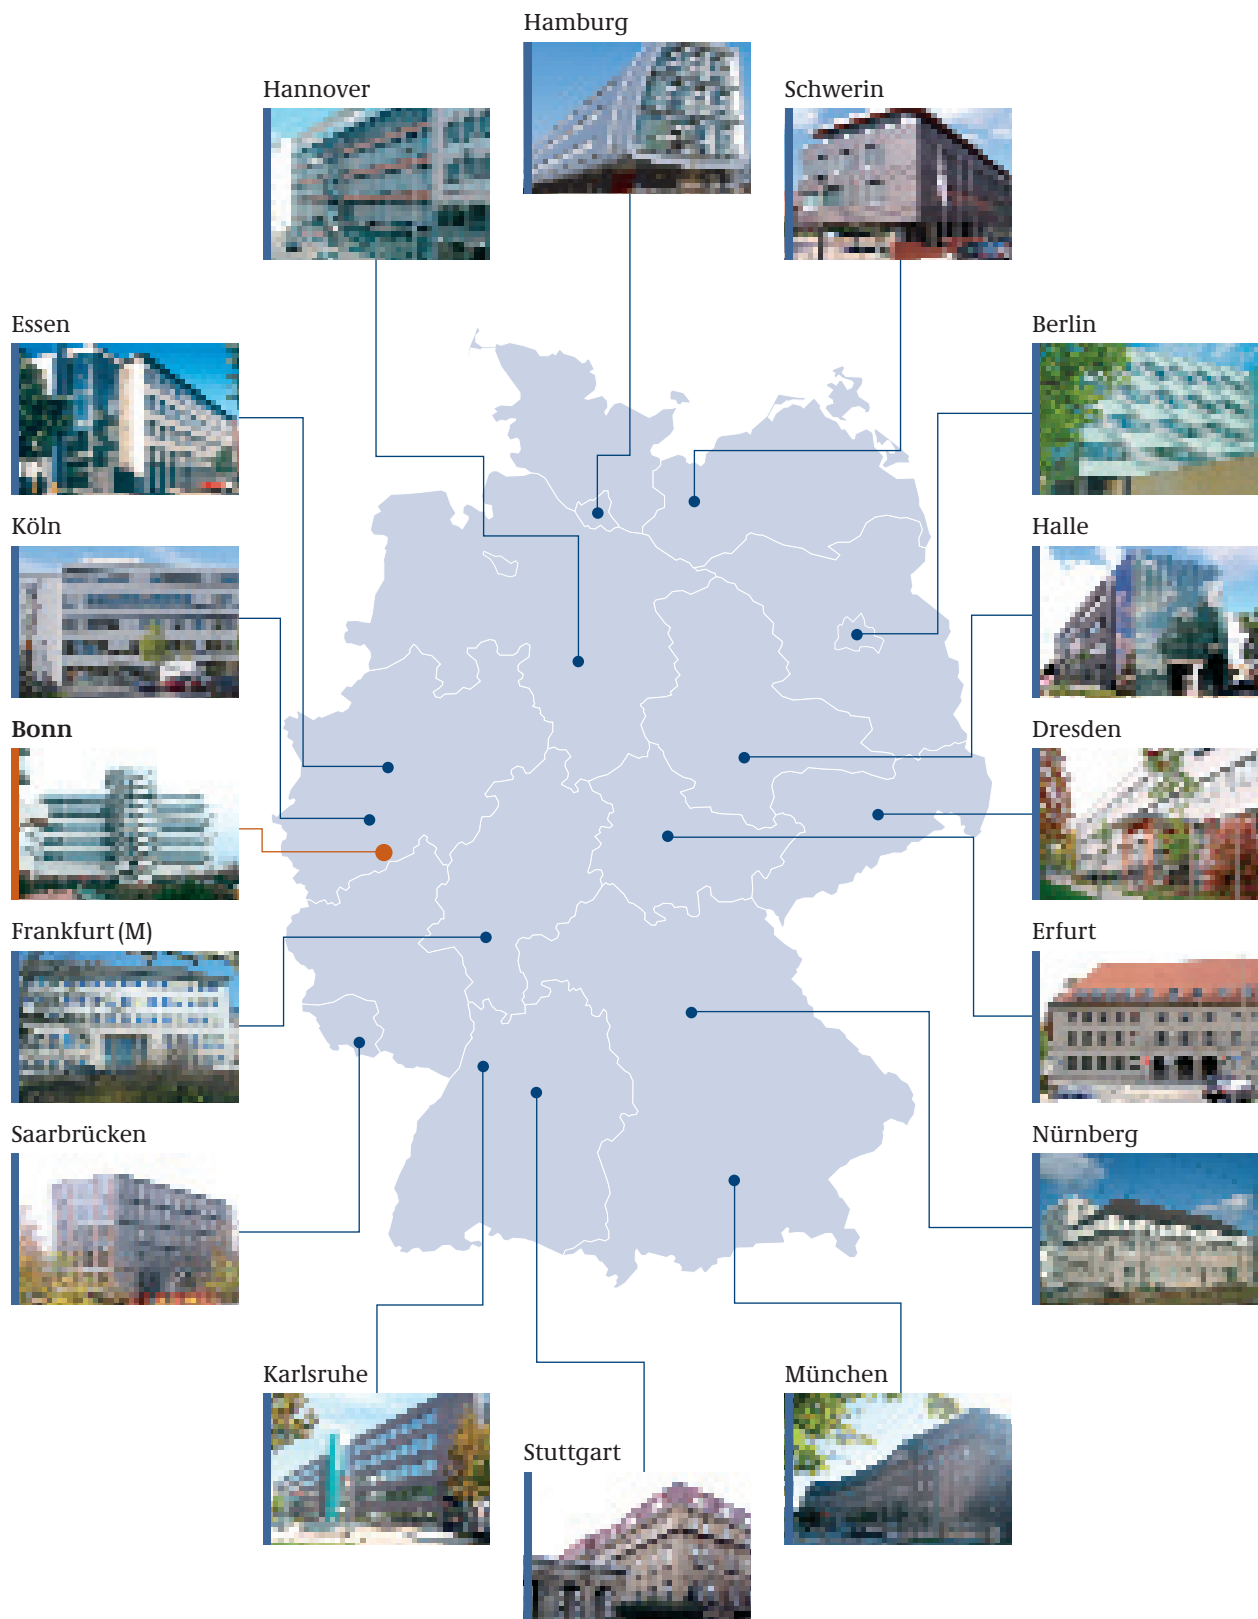 Hamburg
Hannover
Schwerin
Essen
Berlin
Köln
Halle
Bonn
Dresden
Frankfurt (M)
Erfurt
Saarbrücken
Nürnberg
Karlsruhe
München
Stuttgart